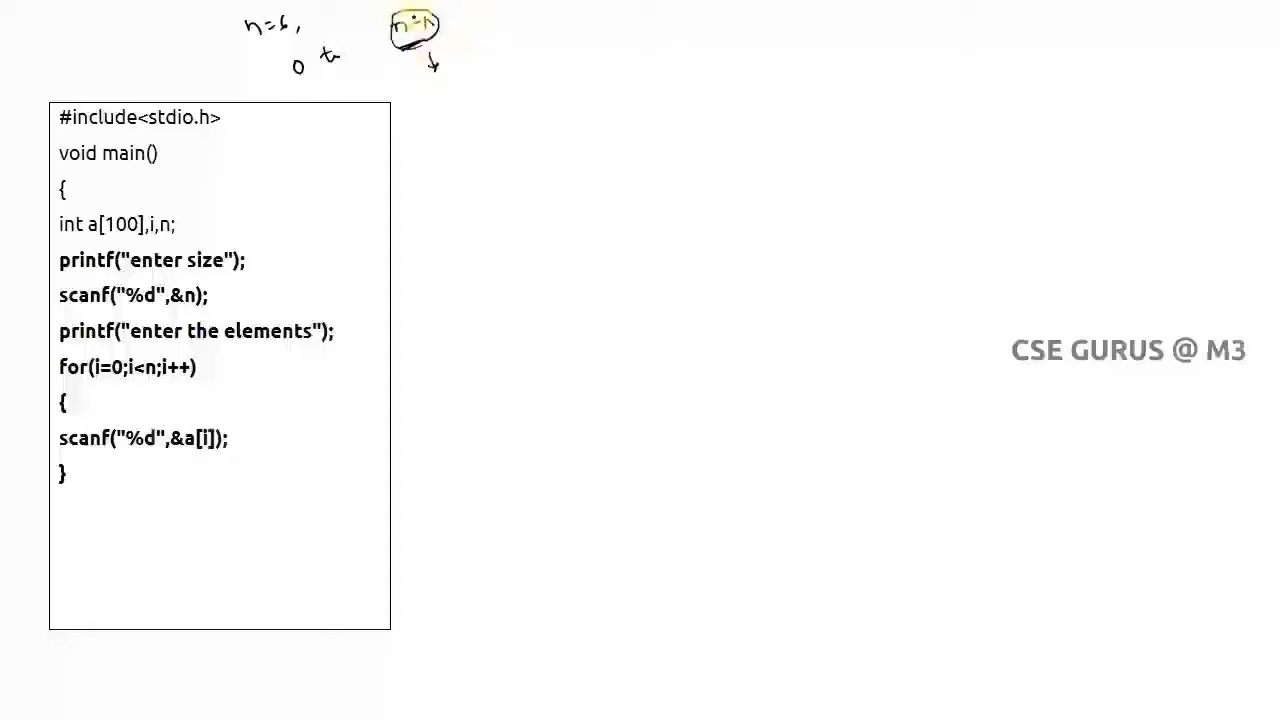 n=6, n-1
0 to
#include<stdio.h>
void main()
{
int a[100],i,n;
printf("enter size");
scanf("%d",&n);
printf("enter the elements");
for(i=0;i<n;i++)
{
scanf("%d",&a[i]);
}
CSE GURUS @ M3